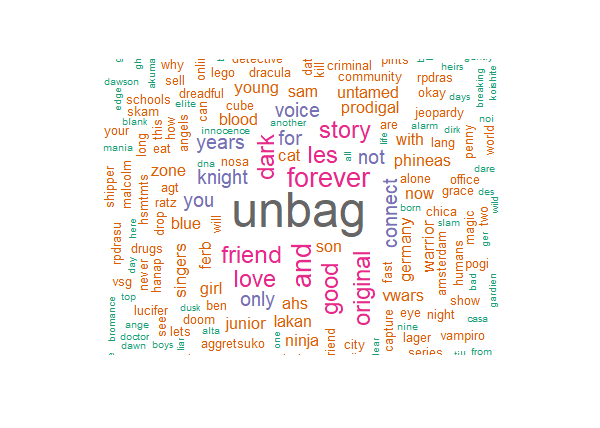 why
onli
detective
dat
kill
criminal
pints
heirs
dawson
akuma
sell
lego
dracula
community
rpdras
breaking
koishite
edge
schools
dreadful
young
sam
untamed
okay
days
skam
elite
can
cube
blood
voice
prodigal
jeopardy
noi
blank
this
how
angels
innocence
another
story
are
alarm
dirk
penny
world
your
mania
long
eat
years
dark
for
les
all
life
not
with
lang
phineas
zone
dna
nosa
cat
dare
shipper
malcolm
agt
knight
forever
alone
office
hsmtmts
ratz
you
unbag
connect
born
now
grace
des
wild
drop
blue
will
chica
slam
magic
two
rpdrasu
here
ferb
friend
and
son
germany
warrior
amsterdam
humans
ger
day
drugs
singers
love
good
original
fast
pogi
bad
gardien
vsg
never
hanap
girl
only
ahs
vwars
show
top
lucifer
dusk
ben
casa
bromance
ange
see
doom
junior
lakan
capture
eye
night
nine
doctor
lets
alta
one
ninja
friend
lear
lager
vampiro
dawn
boys
liar
aggretsuko
city
series
till
from